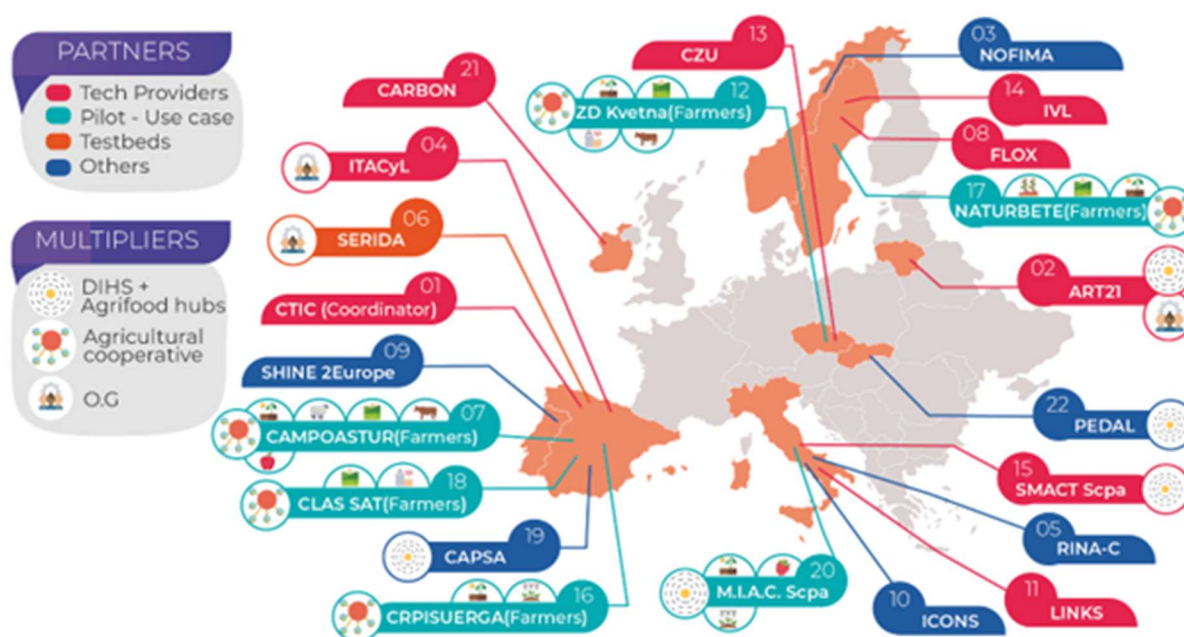 PARTNERS
Tech Providers
Pilot - Use case
Testbeds
Others
MULTIPLIERS
DIHS +
Agrifood hubs
Agricultural
cooperative
O.G
21
CARBON
04
ITACyL
06
SERIDA
01
CTIC (Coordinator)
09
SHINE 2Europe
07
CAMPOASTUR(Farmers)
18
CLAS SAT(Farmers)
19
CAPSA
16
CRPISUERGA(Farmers)
13
CZU
12
ZD Kvetna(Farmers)
03
NOFIMA
14
IVL
08
FLOX
17
NATURBETE(Farmers)
02
ART21
22
PEDAL
15
SMACT Scpa
05
RINA-C
11
LINKS
10
ICONS
20
M.I.A.C. Scpa